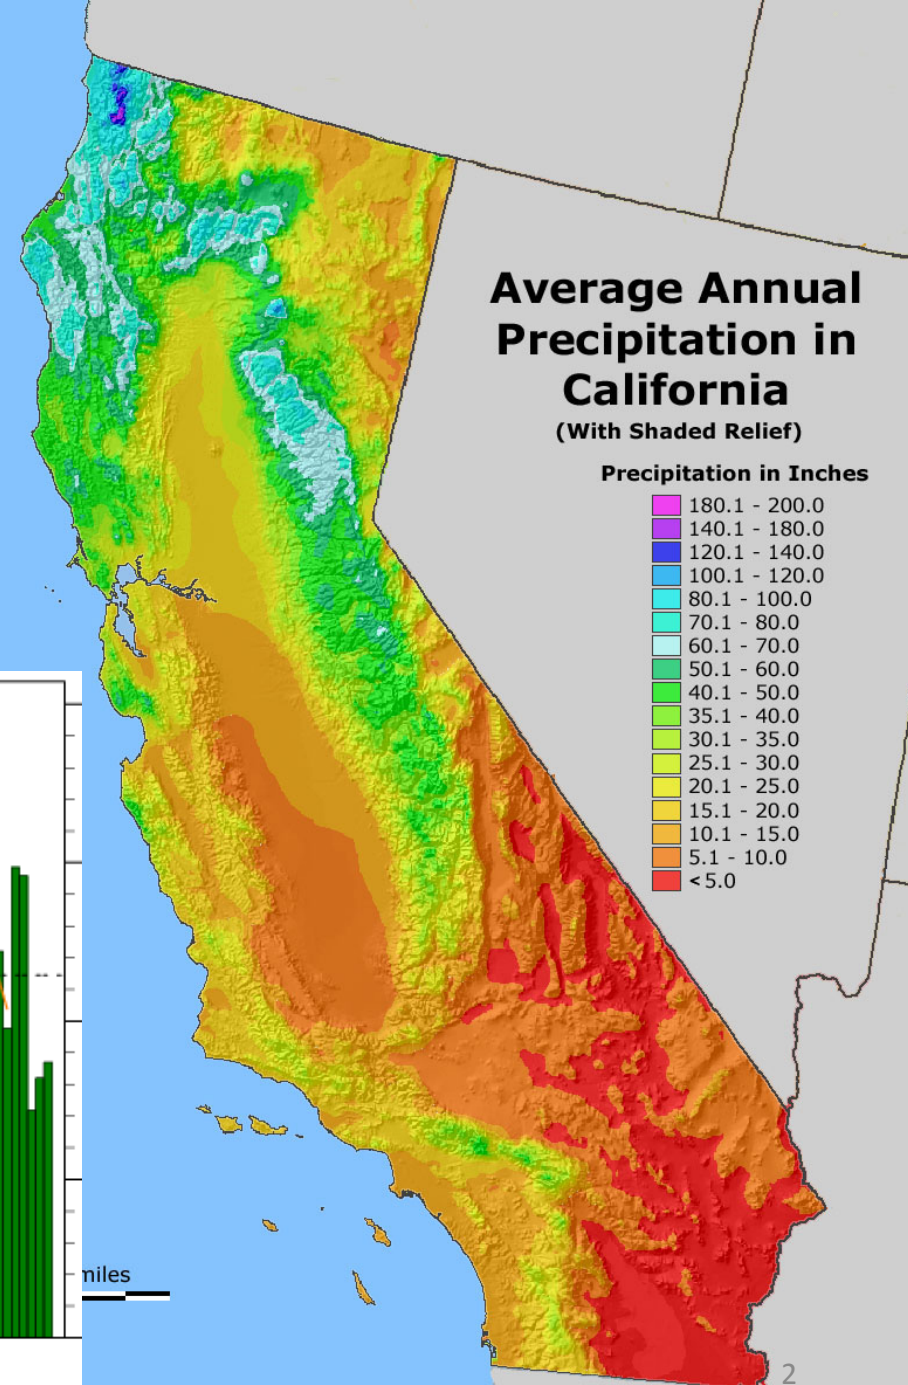 Average Annual
Precipitation in
California
(With Shaded Relief)
Precipitation in Inches
180.1 - 200.0
140.1 - 180.0
120.1 - 140.0
100.1 - 120.0
80.1 - 100.0
70.1 - 80.0
60.1 - 70.0
50.1 - 60.0
40.1 - 50.0
35.1 - 40.0
30.1 - 35.0
25.1 - 30.0
20.1 - 25.0
15.1 - 20.0
10.1 - 15.0
5.1 - 10.0
< 5.0
miles
2